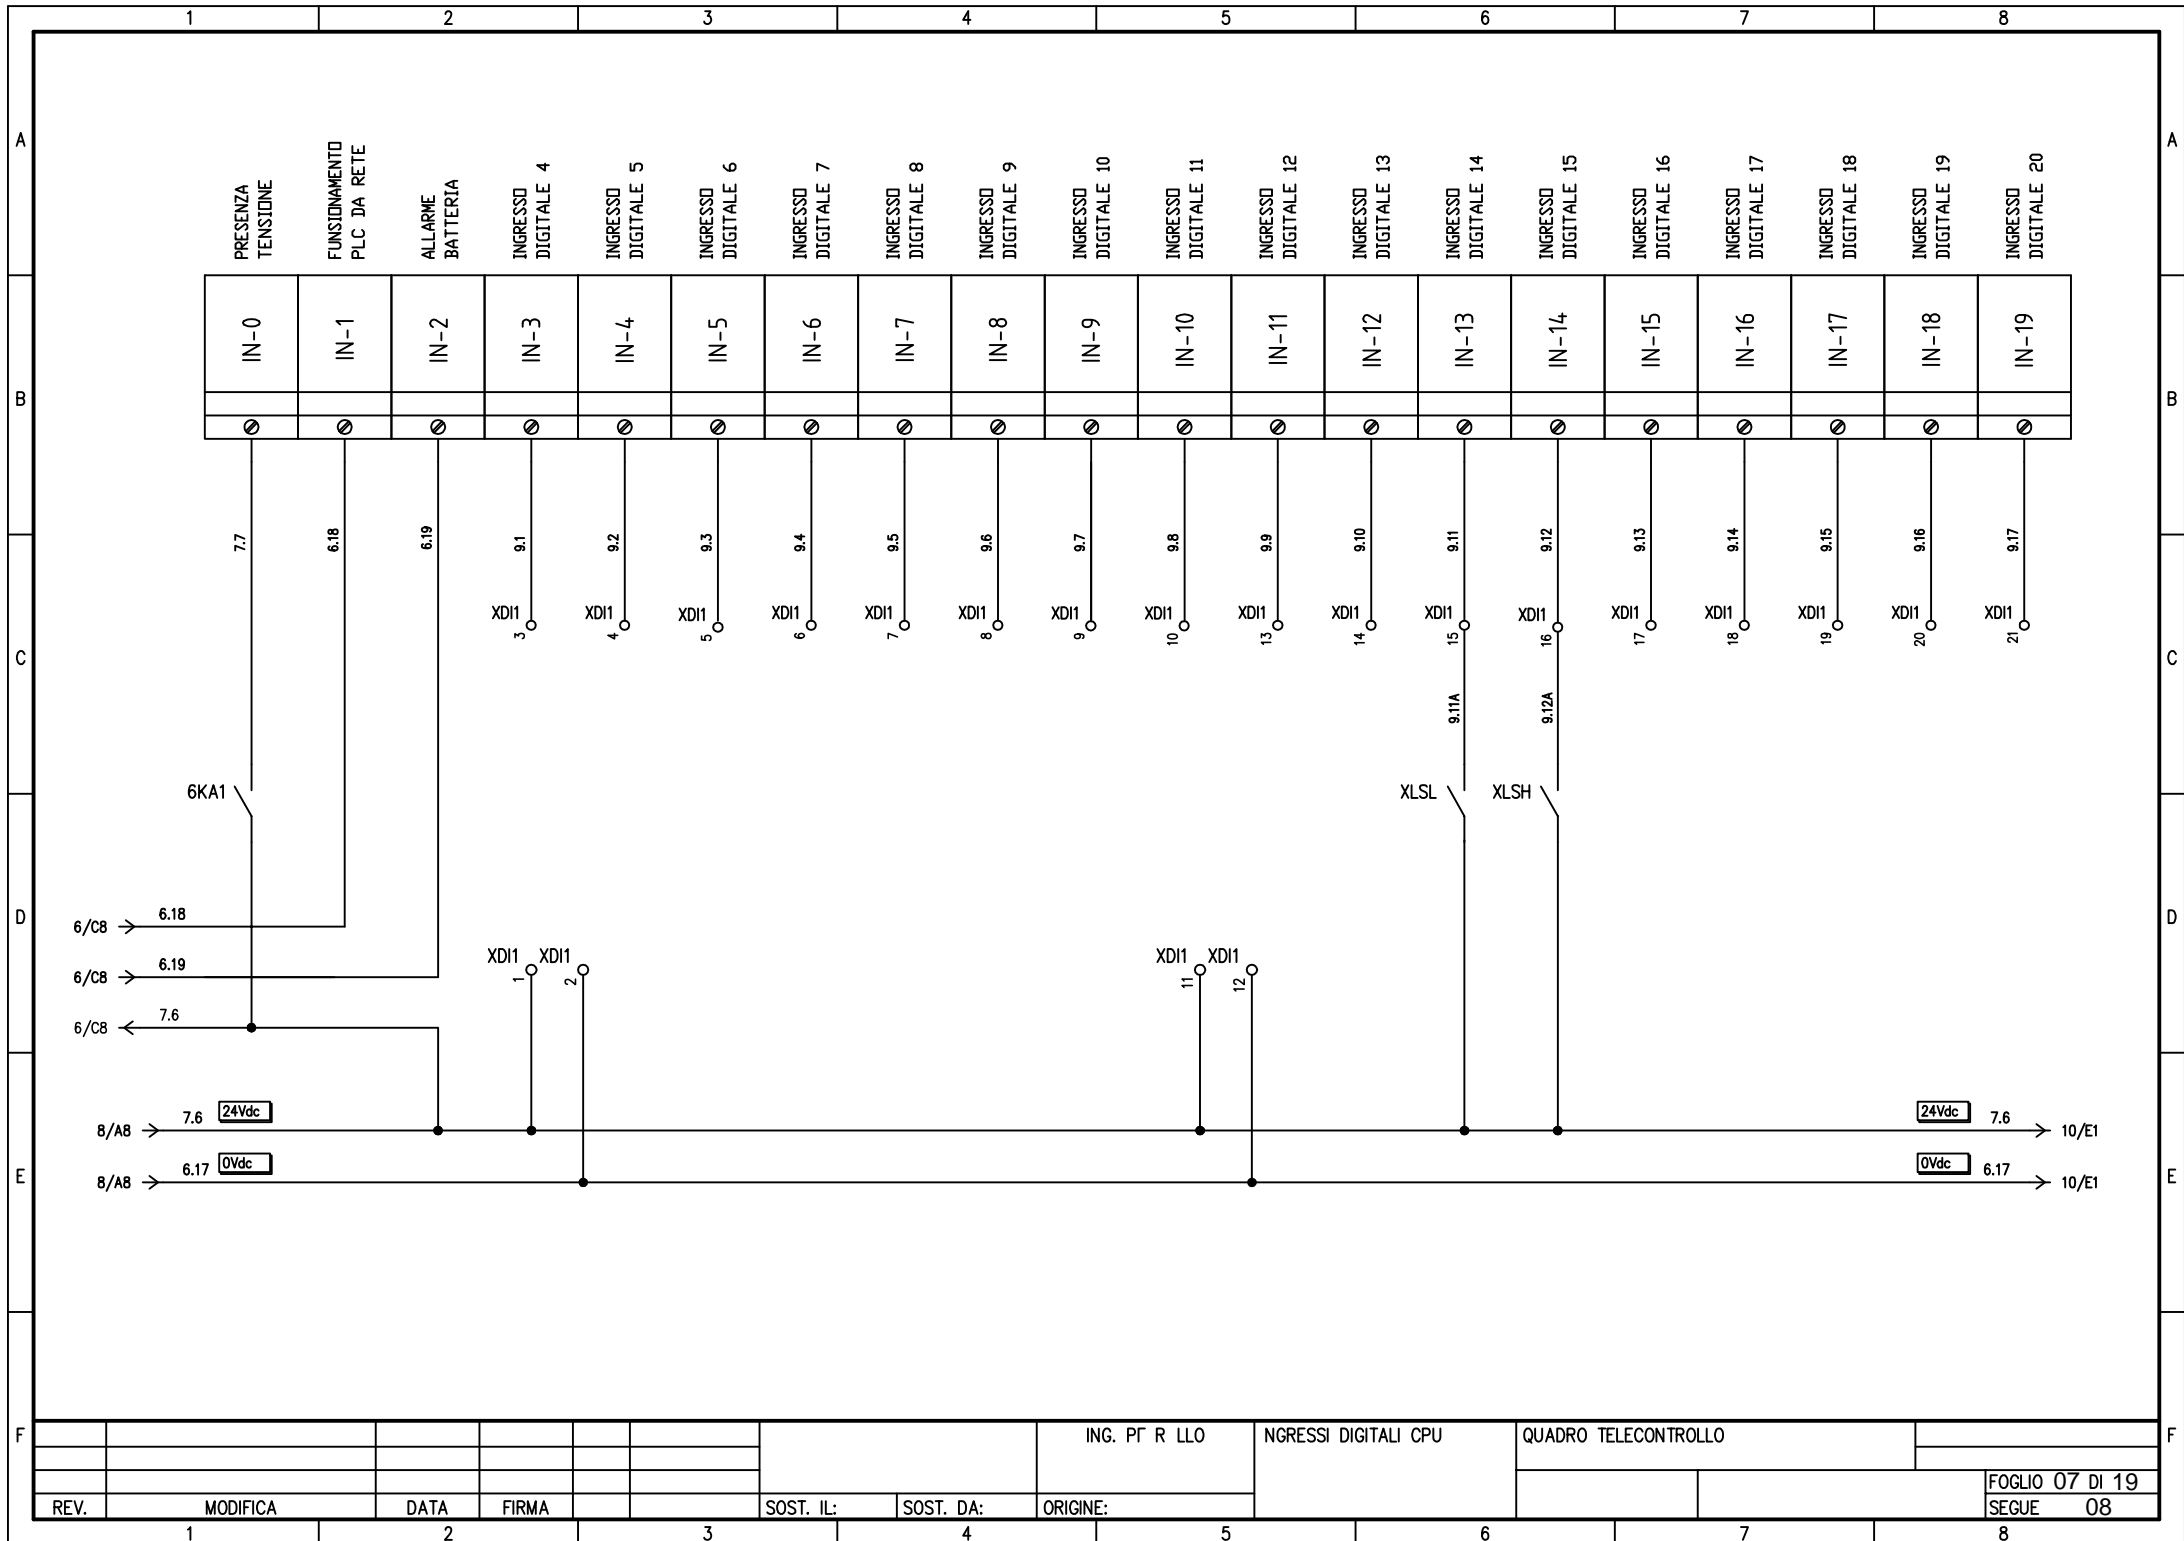 1 2 3 4 5 6 7 8
A A
PRESENZA
TENSIONE
FUNSIONAMENTO
PLC DA RETE
ALLARME
BATTERIA
INGRESSO
DIGITALE 4
INGRESSO
DIGITALE 5
INGRESSO
DIGITALE 6
INGRESSO
DIGITALE 7
INGRESSO
DIGITALE 8
INGRESSO
DIGITALE 9
INGRESSO
DIGITALE 10
INGRESSO
DIGITALE 11
INGRESSO
DIGITALE 12
INGRESSO
DIGITALE 13
INGRESSO
DIGITALE 14
INGRESSO
DIGITALE 15
INGRESSO
DIGITALE 16
INGRESSO
DIGITALE 17
INGRESSO
DIGITALE 18
INGRESSO
DIGITALE 19
INGRESSO
DIGITALE 20
IN-0 IN-1 IN-2 IN-3 IN-4 IN-5 IN-6 IN-7 IN-8 IN-9 IN-10 IN-11 IN-12 IN-13 IN-14 IN-15 IN-16 IN-17 IN-18 IN-19
B B
7.7 6.18 6.19 9.1 9.2 9.3 9.4 9.5 9.6 9.7 9.8 9.9 9.10 9.11 9.12 9.13 9.14 9.15 9.16 9.17
XDI1 XDI1 XDI1 XDI1 XDI1 XDI1 XDI1 XDI1 XDI1 XDI1 XDI1 XDI1 XDI1 XDI1 XDI1 XDI1 XDI1
3 4 5 6 7 8 9 10 13 14 15 16 17 18 19 20 21
C C
9.11A 9.12A
6KA1 XLSL XLSH
6/C8 6.18
D D
XDI1 XDI1 XDI1 XDI1
1 2 11 12
6/C8 6.19
6/C8 7.6
8/A8 7.6 24Vdc 24Vdc 7.6 10/E1
8/A8 6.17 0Vdc 0Vdc 6.17 10/E1
E E
F F
ING. R LLO
NGRESSI DIGITALI CPU
QUADRO TELECONTROLLO
FOGLIO 07 DI 19
REV. MODIFICA DATA FIRMA SOST. IL: SOST. DA: ORIGINE:
SEGUE 08
1 2 3 4 5 6 7 8